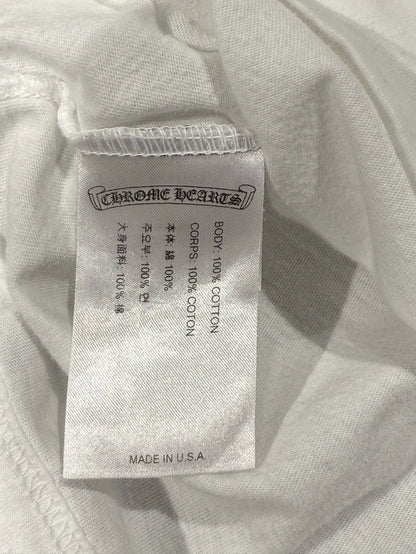 CHROME HEARTS
BODY: 100% COTTON
CORPS: 100% COTON
本体: 綿 100%
주요부: 100% 면
大身面料: 100% 棉
MADE IN U.S.A.